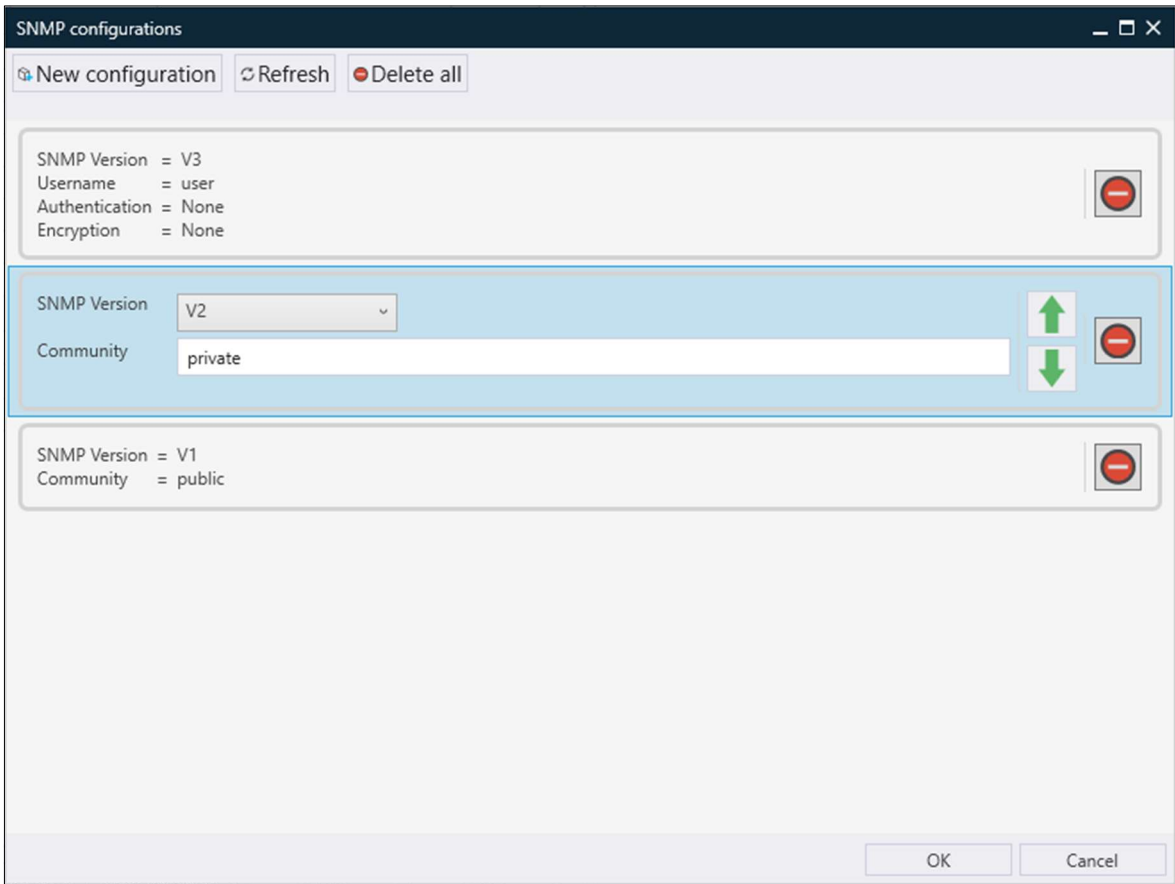 SNMP configurations
New configuration Refresh Delete all
SNMP Version = V3
Username = user
Authentication = None
Encryption = None
SNMP Version V2
Community private
SNMP Version = V1
Community = public
OK Cancel